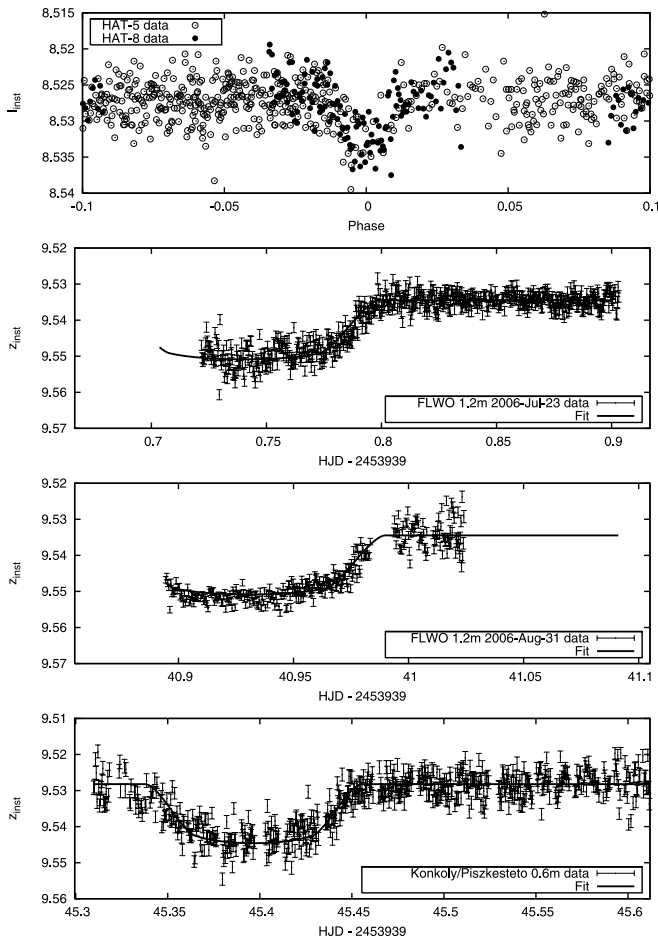 HAT-5 data
HAT-8 data
8.515
8.52
8.525
8.53
8.535
8.54
I_inst
-0.1
-0.05
0
0.05
0.1
Phase
9.52
9.53
9.54
9.55
9.56
9.57
z_inst
FLWO 1.2m 2006-Jul-23 data
Fit
0.7
0.75
0.8
0.85
0.9
HJD - 2453939
9.52
9.53
9.54
9.55
9.56
9.57
z_inst
FLWO 1.2m 2006-Aug-31 data
Fit
40.9
40.95
41
41.05
41.1
HJD - 2453939
9.51
9.52
9.53
9.54
9.55
9.56
z_inst
Konkoly/Piszkesteto 0.6m data
Fit
45.3
45.35
45.4
45.45
45.5
45.55
45.6
HJD - 2453939